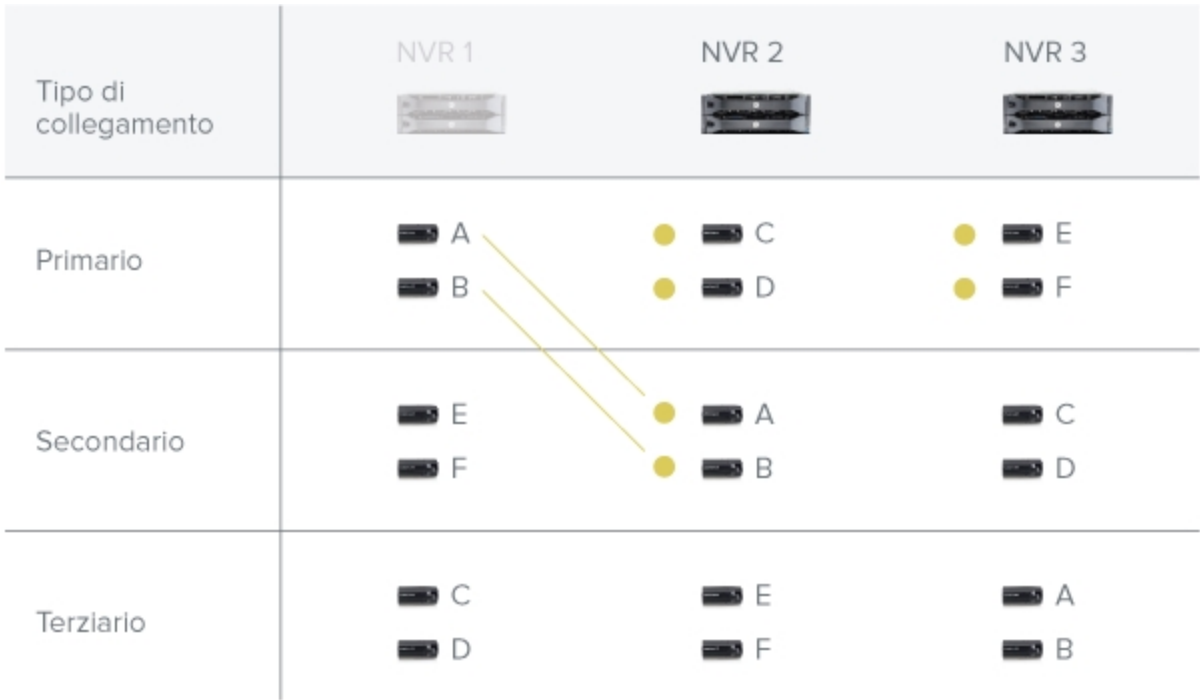 NVR 1 NVR 2 NVR 3
Tipo di
collegamento
A C E
Primario
B D F
E A C
Secondario
F B D
C E A
Terziario
D F B